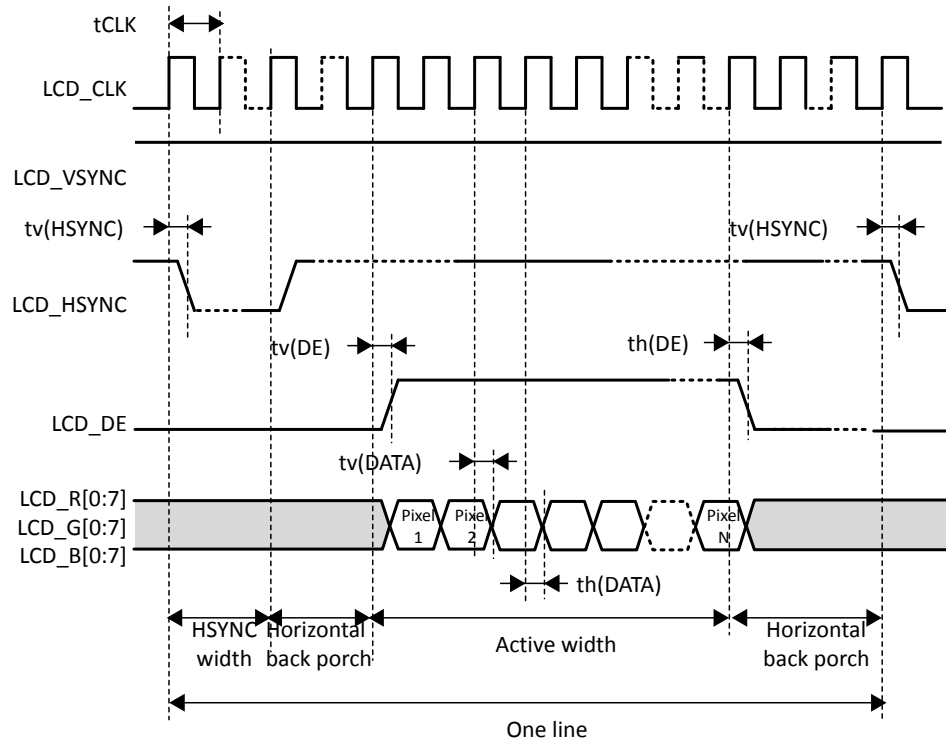 tCLK
LCD_CLK
LCD_VSYNC
tv(HSYNC)
tv(HSYNC)
LCD_HSYNC
tv(DE)
th(DE)
LCD_DE
tv(DATA)
LCD_R[0:7]
LCD_G[0:7]
LCD_B[0:7]
Pixel
1
Pixel
2
Pixel
N
th(DATA)
HSYNC
width
Horizontal
back porch
Active width
Horizontal
back porch
One line